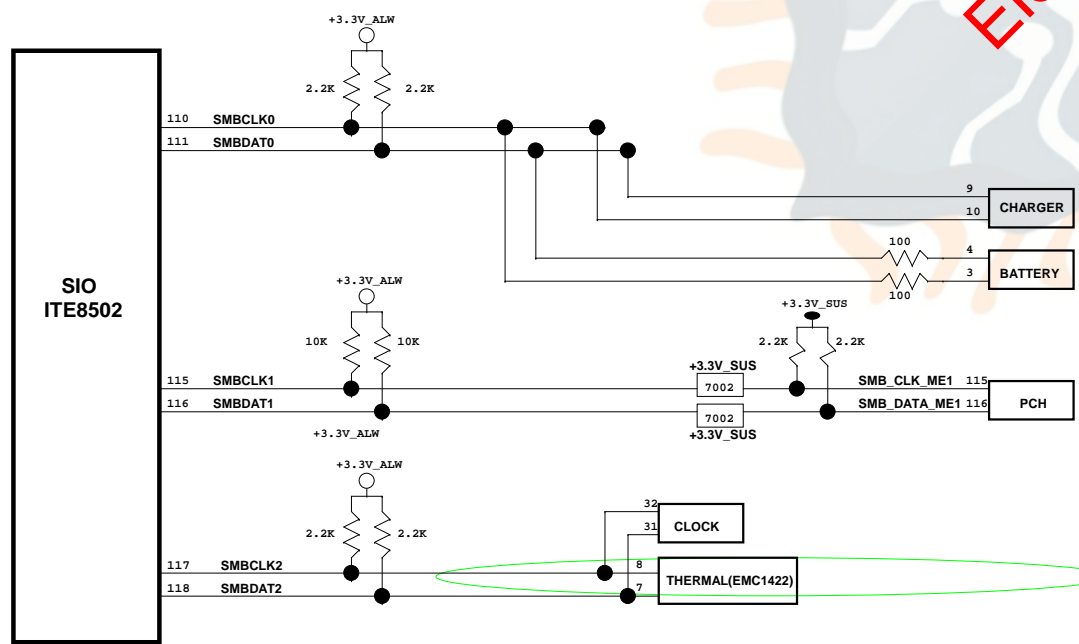 +3.3V_ALW
2.2K 2.2K
110 SMBCLK0
111 SMBDAT0
9
10 CHARGER
100 4
3 BATTERY
100
SIO
ITE8502
+3.3V_ALW
10K 10K
+3.3V_SUS
2.2K 2.2K
+3.3V_SUS
115 SMBCLK1 7002 SMB_CLK_ME1 115
116 SMBDAT1 7002 SMB_DATA_ME1 116 PCH
+3.3V_SUS
+3.3V_ALW
+3.3V_ALW
2.2K 2.2K
32
31 CLOCK
117 SMBCLK2 8
THERMAL(EMC1422)
118 SMBDAT2 7